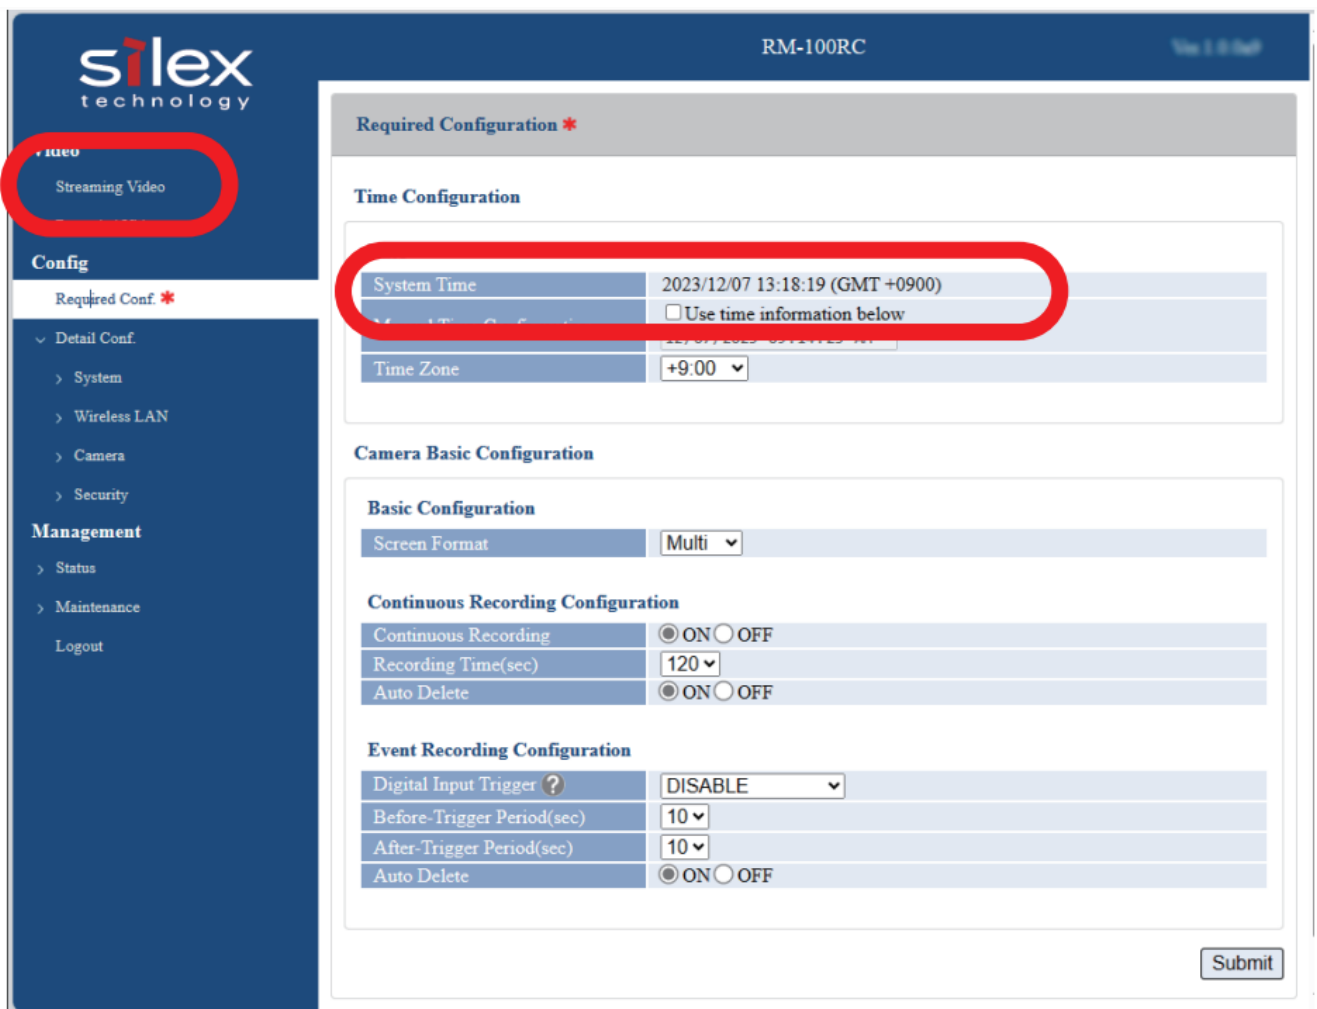 silex
technology
RM-100RC
Video
Streaming Video
Config
Required Conf. *
Detail Conf.
> System
> Wireless LAN
> Camera
> Security
Management
> Status
> Maintenance
Logout
Required Configuration *
Time Configuration
System Time 2023/12/07 13:18:19 (GMT +0900)
Use time information below
Time Zone +9:00
Camera Basic Configuration
Basic Configuration
Screen Format Multi
Continuous Recording Configuration
Continuous Recording ON OFF
Recording Time(sec) 120
Auto Delete ON OFF
Event Recording Configuration
Digital Input Trigger ? DISABLE
Before-Trigger Period(sec) 10
After-Trigger Period(sec) 10
Auto Delete ON OFF
Submit